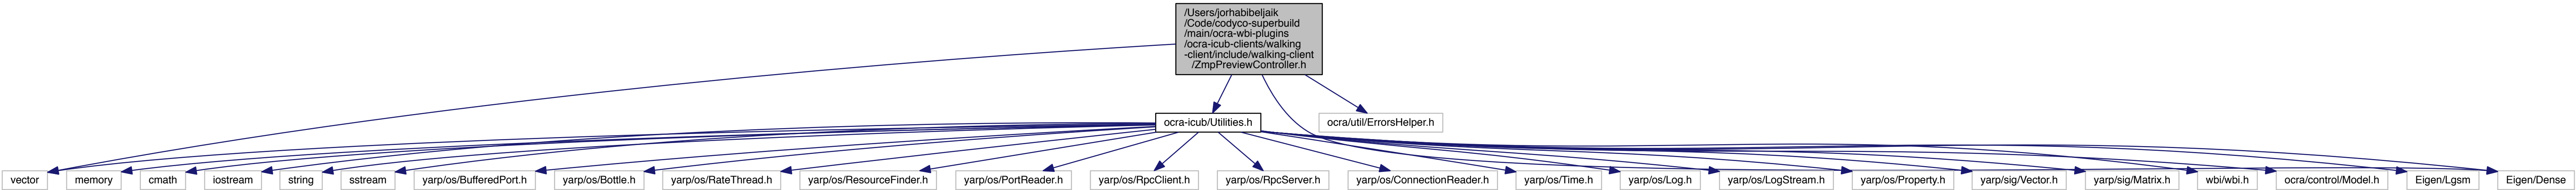 /Users/jorhabibeljaik
/Code/codyco-superbuild
/main/ocra-wbi-plugins
/ocra-icub-clients/walking
-client/include/walking-client
/ZmpPreviewController.h
ocra-icub/Utilities.h
ocra/util/ErrorsHelper.h
vector
memory
cmath
iostream
string
sstream
yarp/os/BufferedPort.h
yarp/os/Bottle.h
yarp/os/RateThread.h
yarp/os/ResourceFinder.h
yarp/os/PortReader.h
yarp/os/RpcClient.h
yarp/os/RpcServer.h
yarp/os/ConnectionReader.h
yarp/os/Time.h
yarp/os/Log.h
yarp/os/LogStream.h
yarp/os/Property.h
yarp/sig/Vector.h
yarp/sig/Matrix.h
wbi/wbi.h
ocra/control/Model.h
Eigen/Lgsm
Eigen/Dense